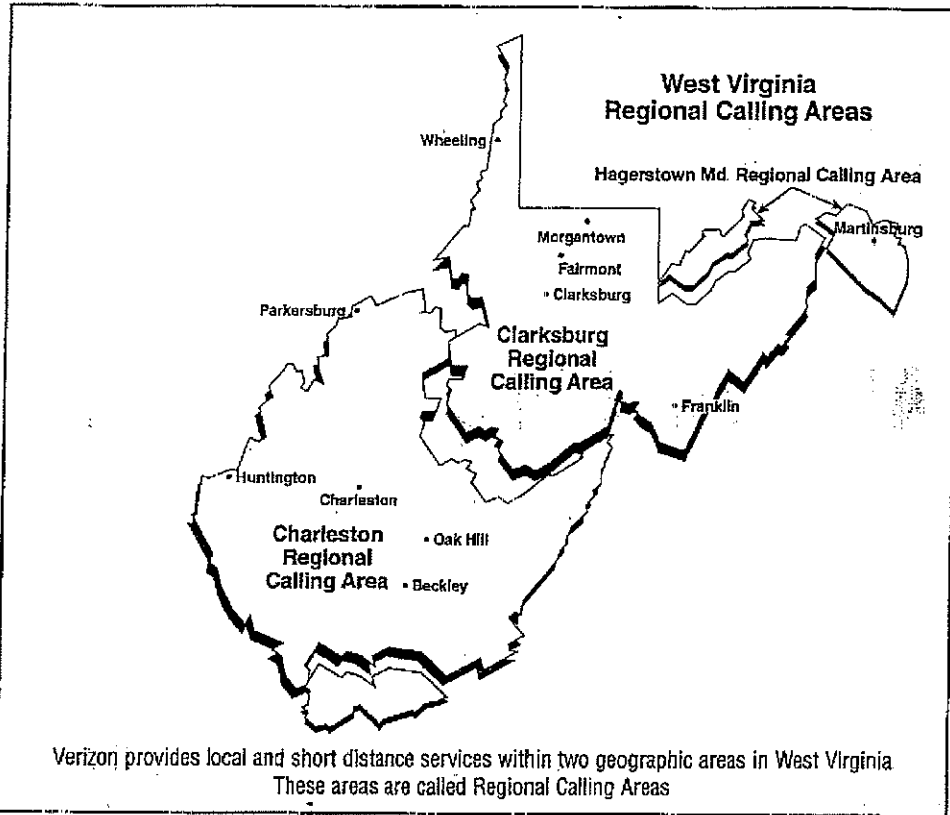 West Virginia
Regional Calling Areas
Wheeling
Hagerstown Md. Regional Calling Area
Martinsburg
Morgantown
Fairmont
Clarksburg
Parkersburg
Clarksburg
Regional
Calling Area
Franklin
Huntington
Charleston
Charleston
Regional
Calling Area
Oak Hill
Beckley
Verizon provides local and short distance services within two geographic areas in West Virginia
These areas are called Regional Calling Areas